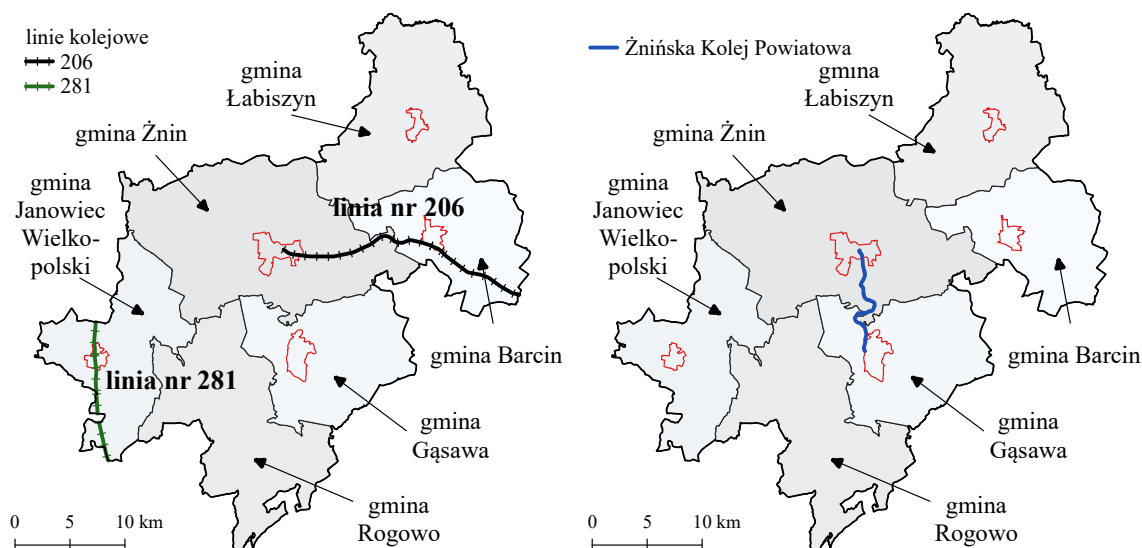 linie kolejowe
206
281
gmina
Łabiszyn
gmina Żnin
gmina
Janowiec
Wielko-
polski
linia nr 206
linia nr 281
gmina Barcin
gmina
Gąsawa
gmina
Rogowo
0 5 10 km
Żnińska Kolej Powiatowa
gmina
Łabiszyn
gmina Żnin
gmina
Janowiec
Wielko-
polski
gmina Barcin
gmina
Gąsawa
gmina
Rogowo
0 5 10 km